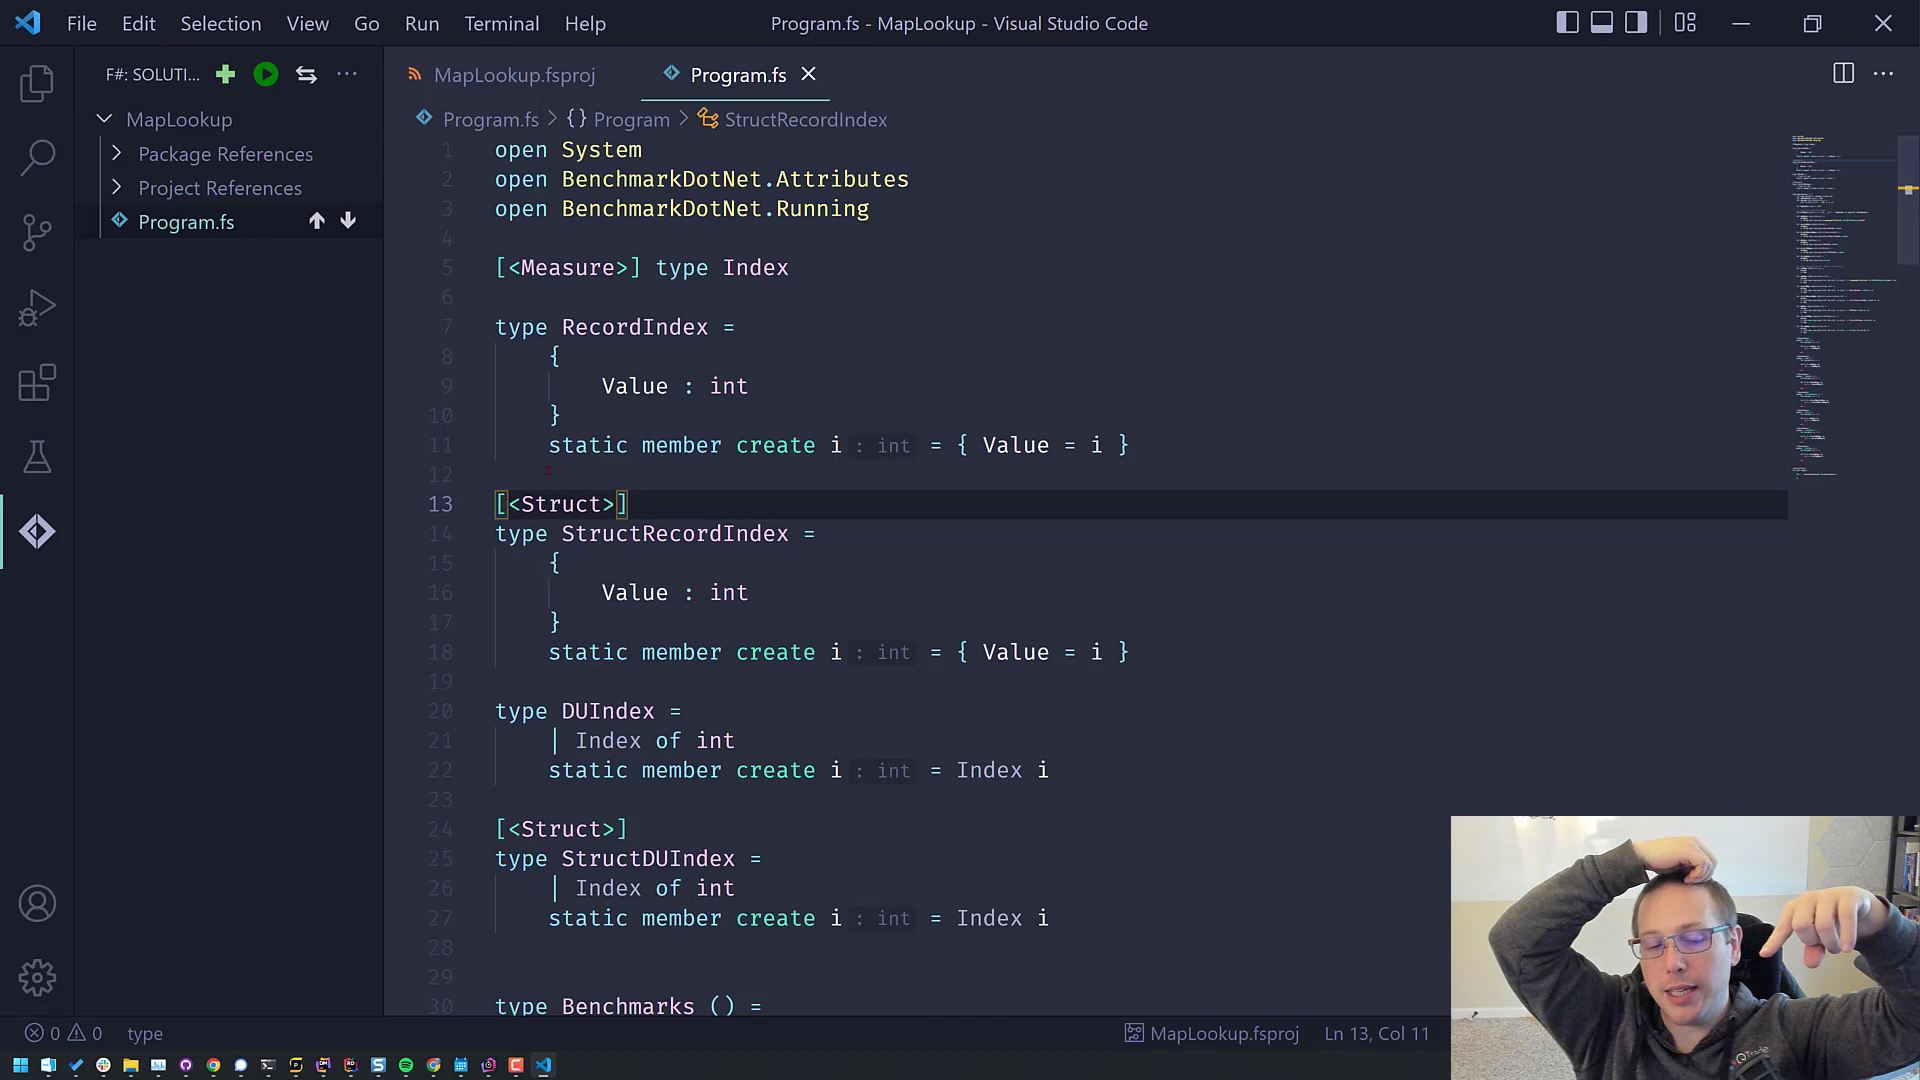 File Edit Selection View Go Run Terminal Help Program.fs - MapLookup - Visual Studio Code
F#: SOLUTI... ···
MapLookup
Package References
Project References
Program.fs
MapLookup.fsproj Program.fs
Program.fs > {} Program > StructRecordIndex
1 open System
2 open BenchmarkDotNet.Attributes
3 open BenchmarkDotNet.Running
4
5 [<Measure>] type Index
6
7 type RecordIndex =
8 {
9 Value : int
10 }
11 static member create i : int = { Value = i }
12
13 [<Struct>]
14 type StructRecordIndex =
15 {
16 Value : int
17 }
18 static member create i : int = { Value = i }
19
20 type DUIndex =
21 | Index of int
22 static member create i : int = Index i
23
24 [<Struct>]
25 type StructDUIndex =
26 | Index of int
27 static member create i : int = Index i
28
29
30 type Benchmarks () =
0 0 type MapLookup.fsproj Ln 13, Col 11
QTrade